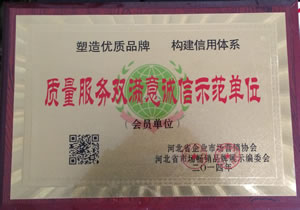 塑造优质品牌 构建信用体系
质量服务双满意诚信示范单位
（会员单位）
河北省企业市场营销协会
河北省市场畅销品牌展示编委会
二〇一四年